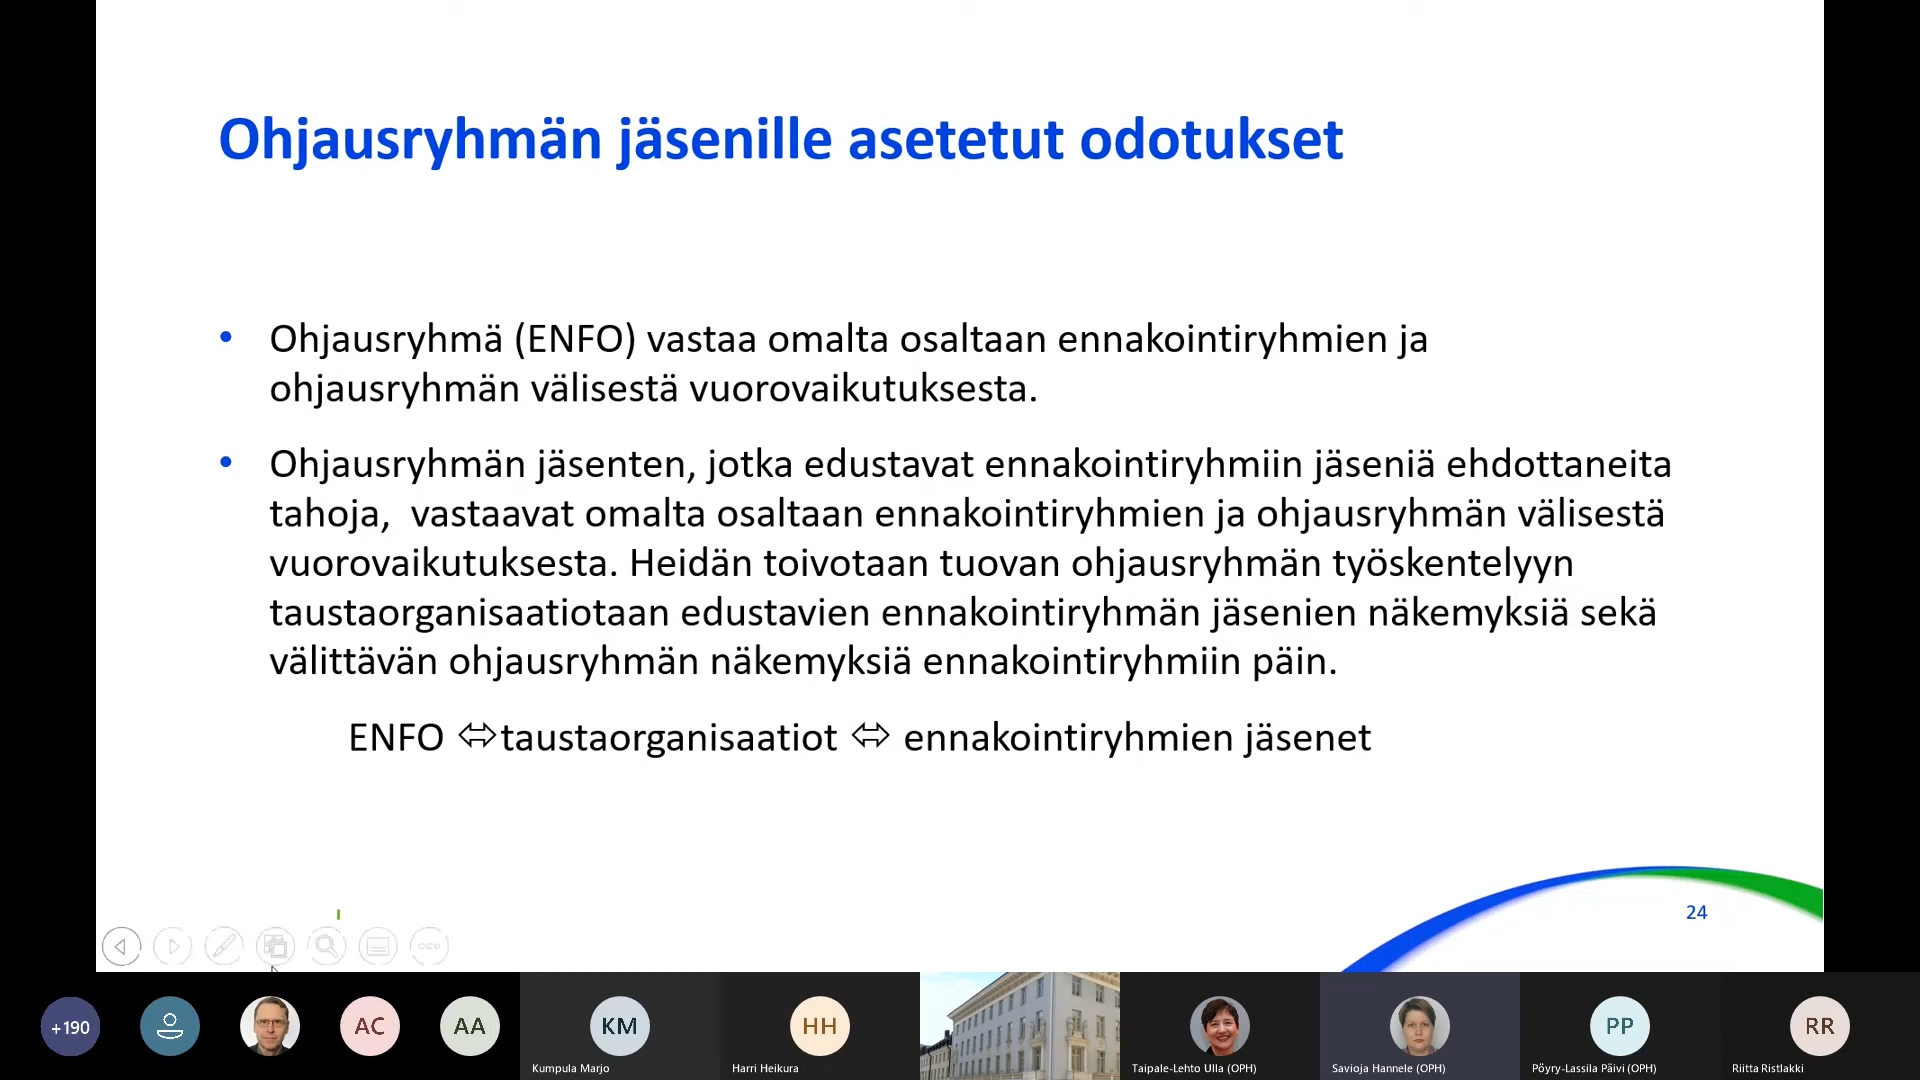 Ohjausryhmän jäsenille asetetut odotukset
• Ohjausryhmä (ENFO) vastaa omalta osaltaan ennakointiryhmien ja
ohjausryhmän välisestä vuorovaikutuksesta.
• Ohjausryhmän jäsenten, jotka edustavat ennakointiryhmiin jäseniä ehdottaneita
tahoja, vastaavat omalta osaltaan ennakointiryhmien ja ohjausryhmän välisestä
vuorovaikutuksesta. Heidän toivotaan tuovan ohjausryhmän työskentelyyn
taustaorganisaatiotaan edustavien ennakointiryhmän jäsenien näkemyksiä sekä
välittävän ohjausryhmän näkemyksiä ennakointiryhmiin päin.
ENFO ⬄taustaorganisaatiot ⬄ ennakointiryhmien jäsenet
24
+190
AC
AA
KM
HH
PP
RR
Kumpula Marjo
Harri Heikura
Taipale-Lehto Ulla (OPH)
Savioja Hannele (OPH)
Pöyry-Lassila Päivi (OPH)
Riitta Ristlakki